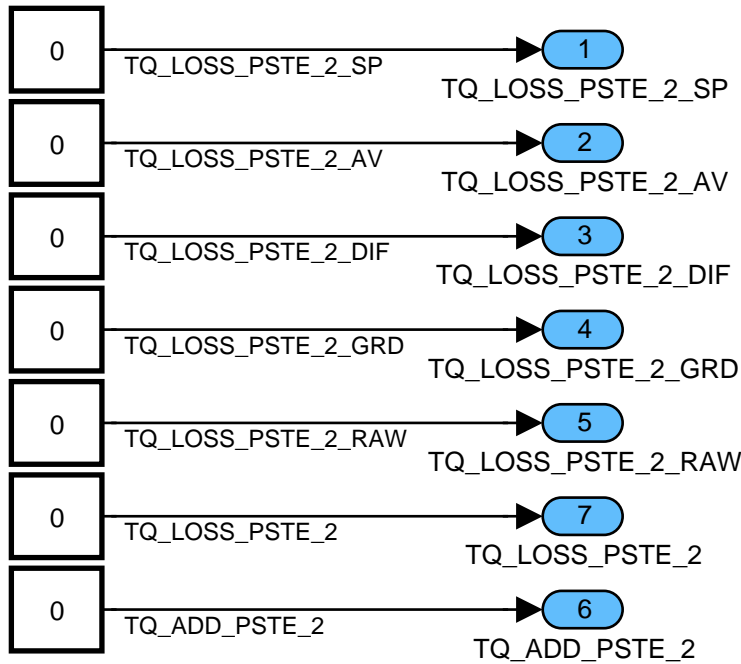 0
TQ_LOSS_PSTE_2_SP
1
TQ_LOSS_PSTE_2_SP
0
TQ_LOSS_PSTE_2_AV
2
TQ_LOSS_PSTE_2_AV
0
TQ_LOSS_PSTE_2_DIF
3
TQ_LOSS_PSTE_2_DIF
0
TQ_LOSS_PSTE_2_GRD
4
TQ_LOSS_PSTE_2_GRD
0
TQ_LOSS_PSTE_2_RAW
5
TQ_LOSS_PSTE_2_RAW
0
TQ_LOSS_PSTE_2
7
TQ_LOSS_PSTE_2
0
TQ_ADD_PSTE_2
6
TQ_ADD_PSTE_2